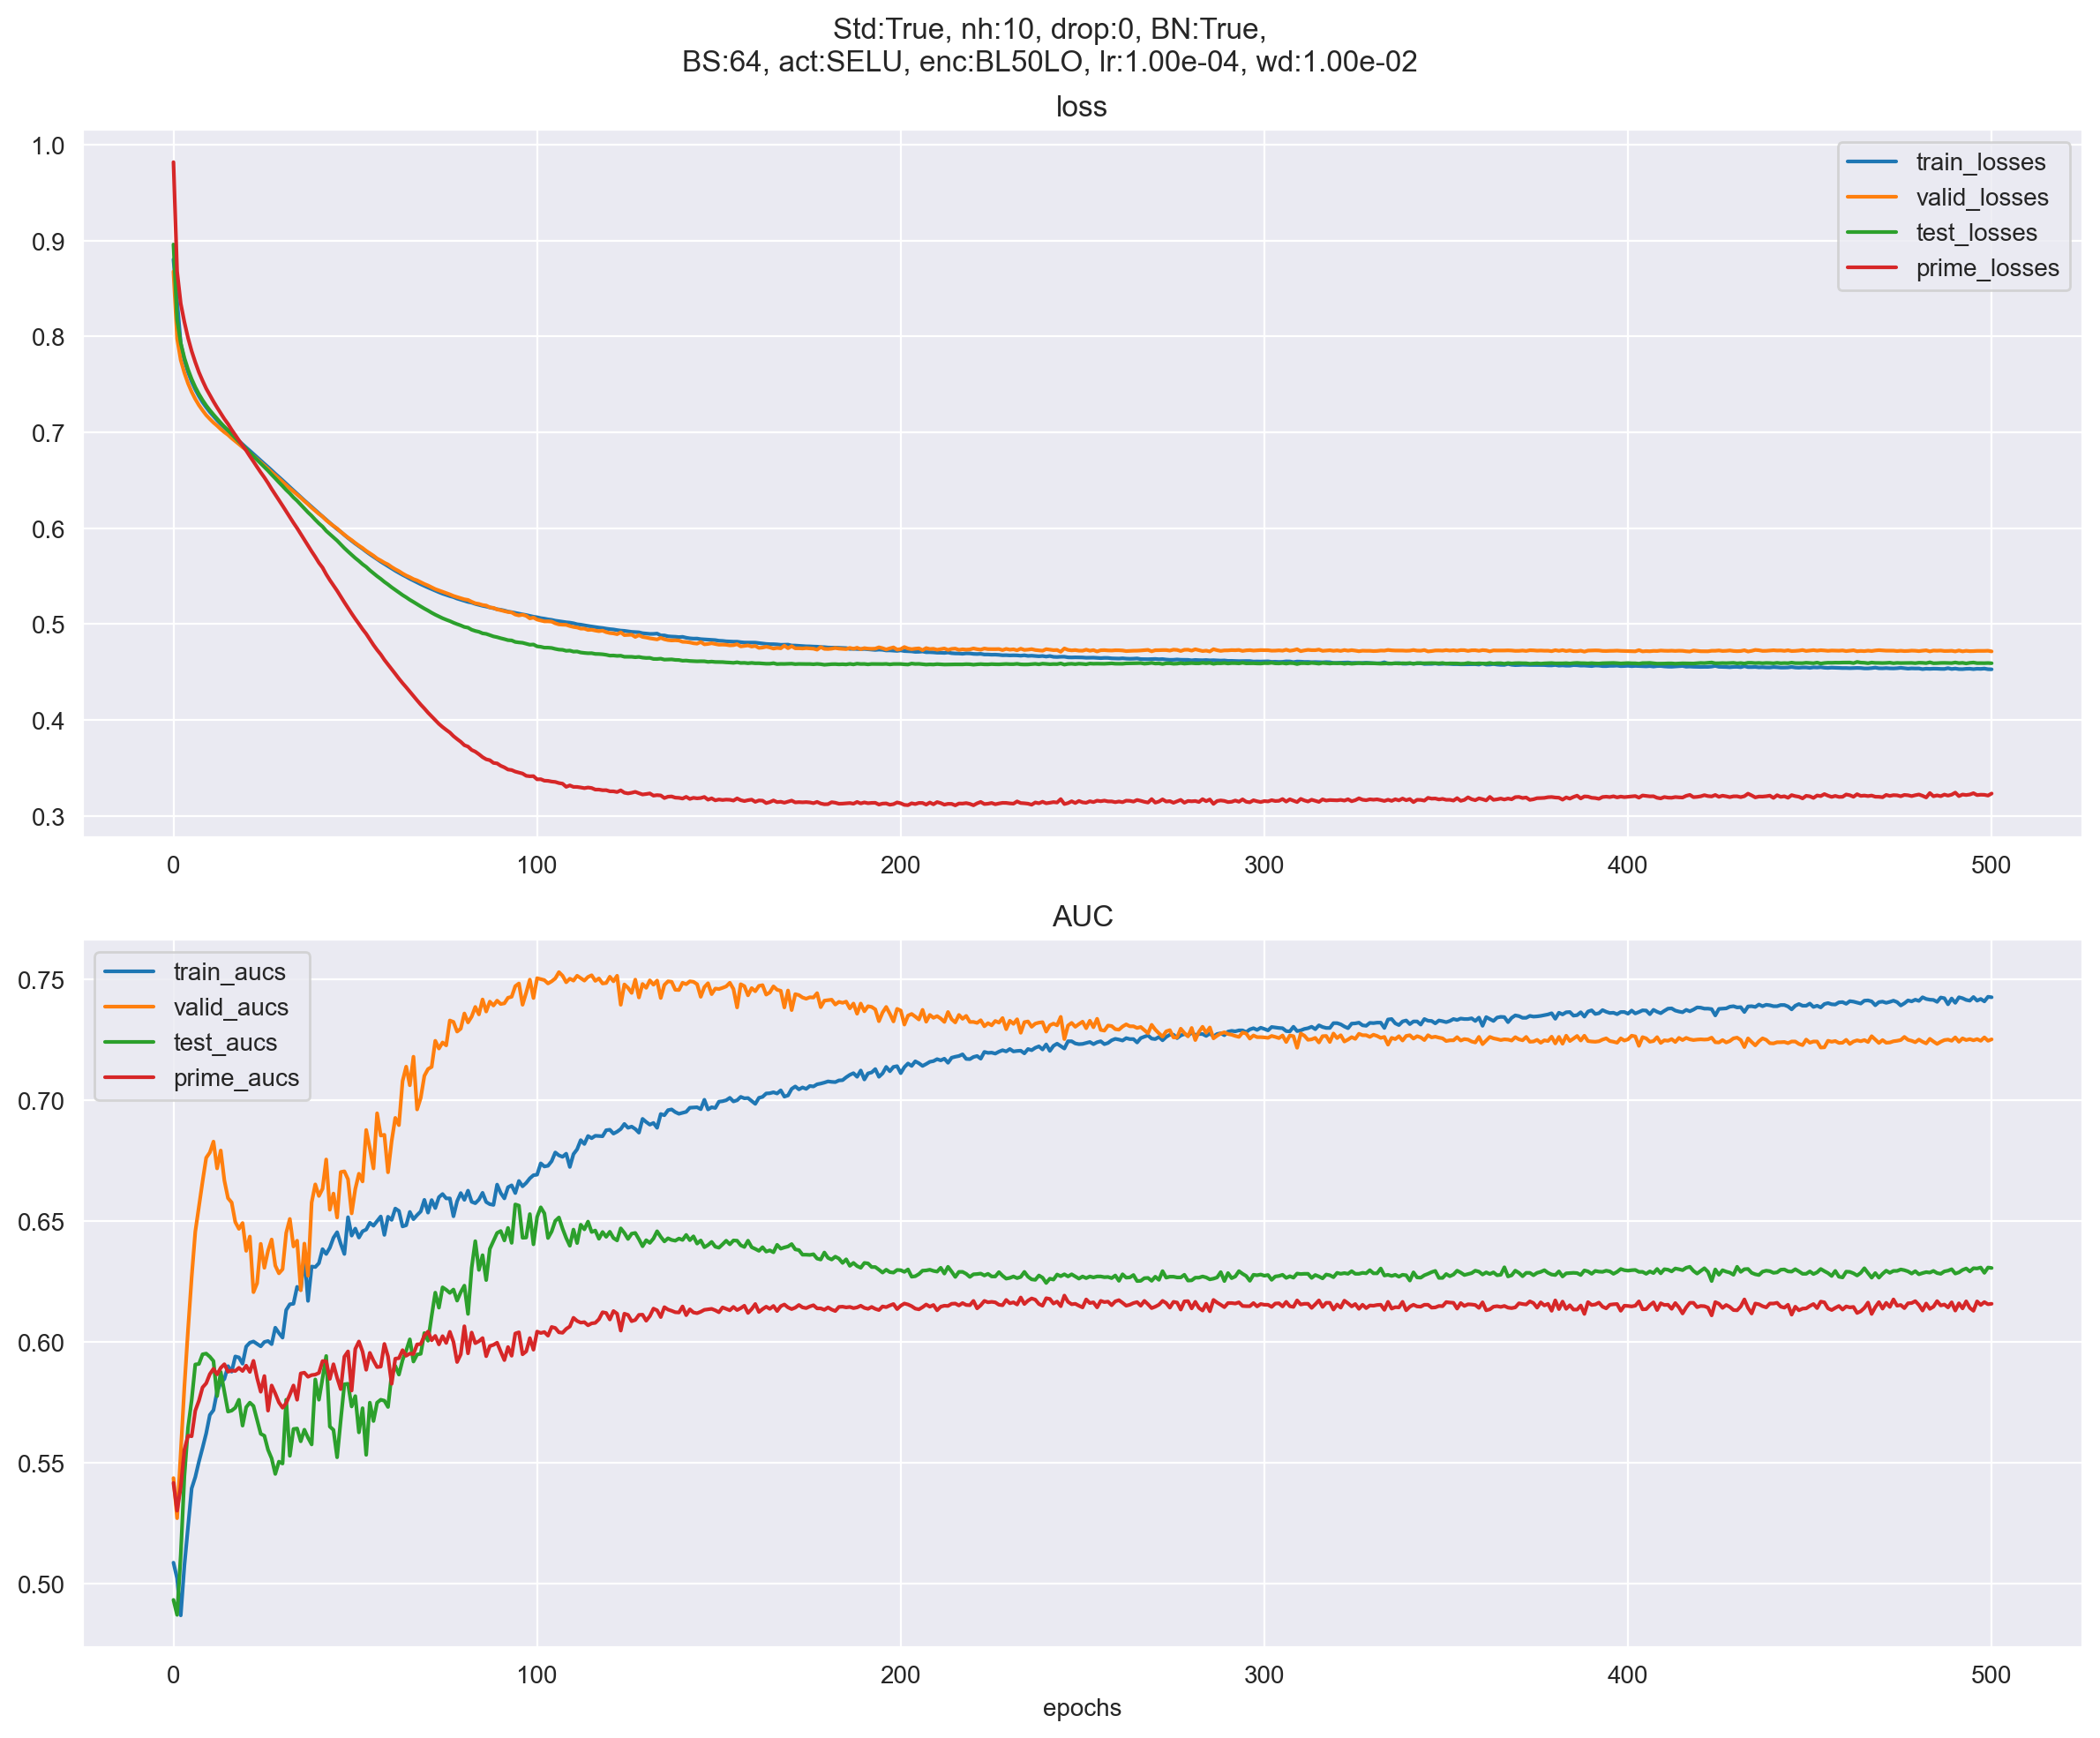 Std:True, nh:10, drop:0, BN:True,
BS:64, act:SELU, enc:BL50LO, lr:1.00e-04, wd:1.00e-02
loss
1.0
0.9
0.8
0.7
0.6
0.5
0.4
0.3
train_losses
valid_losses
test_losses
prime_losses
0 100 200 300 400 500
AUC
0.75
0.70
0.65
0.60
0.55
0.50
train_aucs
valid_aucs
test_aucs
prime_aucs
0 100 200 300 400 500
epochs